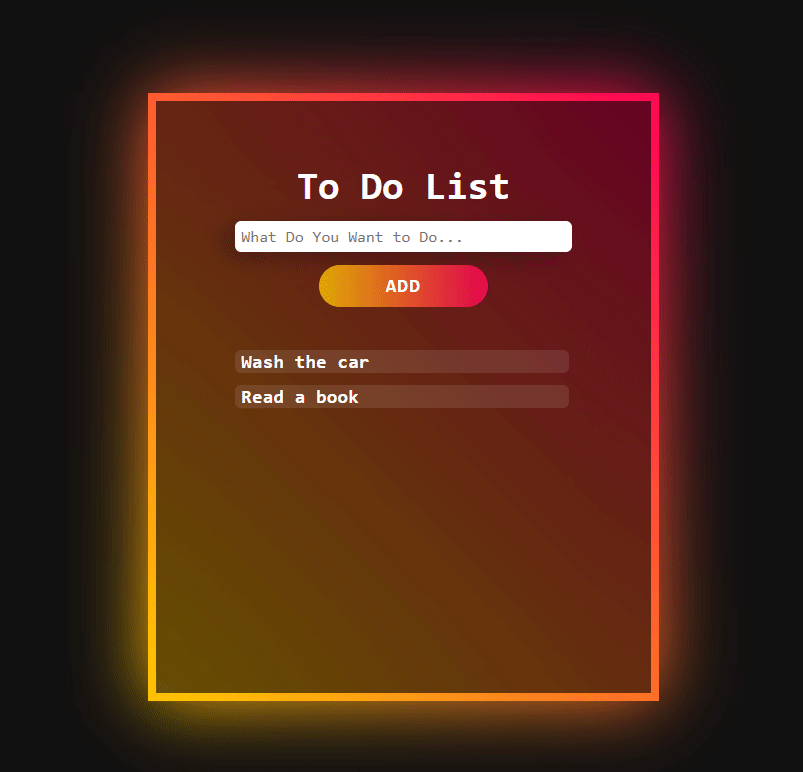 To Do List
What Do You Want to Do...
ADD
Wash the car
Read a book